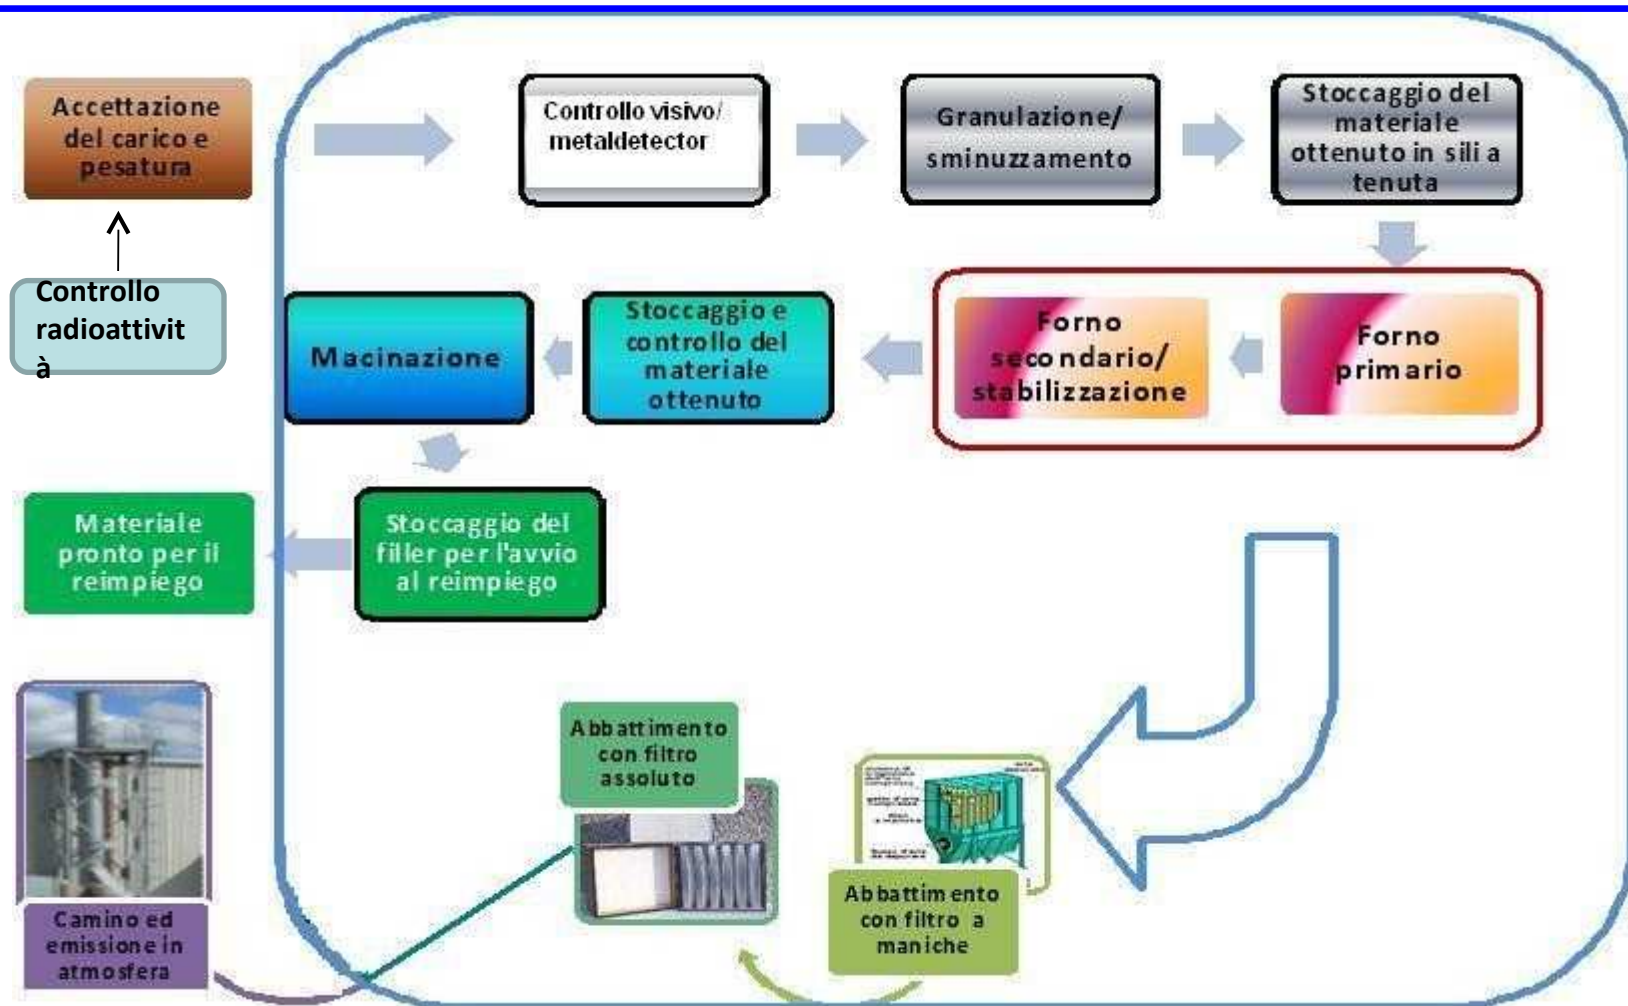 Accettazione
del carico e
pesatura
Controllo visivo/
metaldetector
Granulazione/
sminuzzamento
Stoccaggio del
materiale
ottenuto in sili a
tenuta
Controllo
radioattivit
à
Macinazione
Stoccaggio e
controllo del
materiale
ottenuto
Forno
secondario/
stabilizzazione
Forno
primario
Materiale
pronto per il
reimpiego
Stoccaggio del
filler per l'avvio
al reimpiego
Abbattimento
con filtro
assoluto
Abbattimento
con filtro a
maniche
Camino ed
emissione in
atmosfera